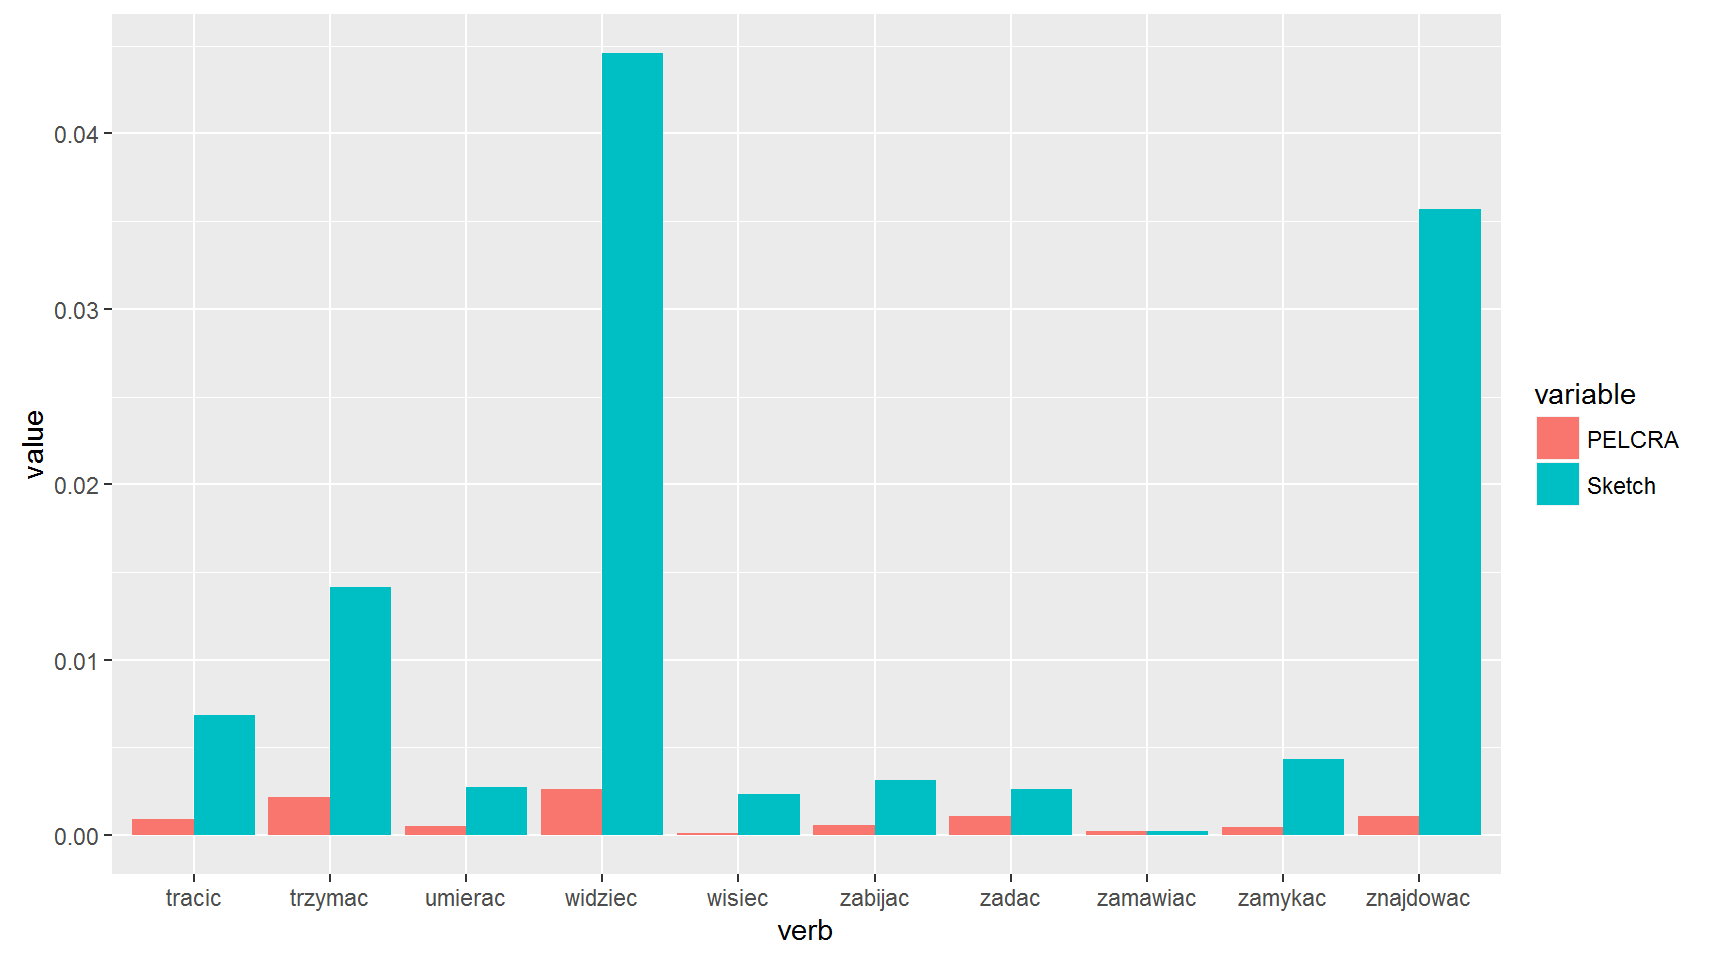 0.04
0.03
0.02
0.01
0.00
value
tracic trzymac umierac widziec wisiec zabijac zadac zamawiac zamykac znajdowac
verb
variable
PELCRA
Sketch